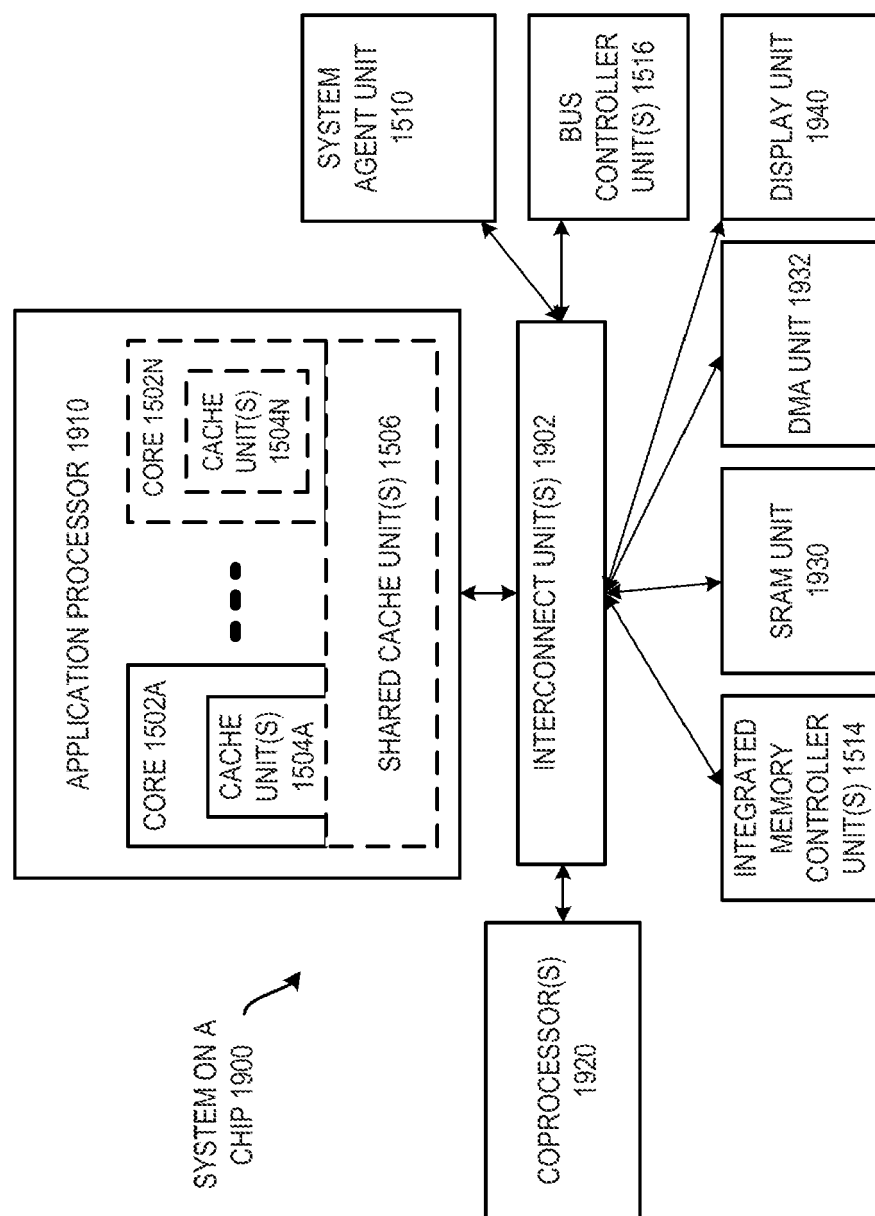 SYSTEM ON A
CHIP 1900
APPLICATION PROCESSOR 1910
CORE 1502A
CACHE
UNIT(S)
1504A
CORE 1502N
CACHE
UNIT(S)
1504N
SHARED CACHE UNIT(S) 1506
SYSTEM
AGENT UNIT
1510
COPROCESSOR(S)
1920
INTERCONNECT UNIT(S) 1902
BUS
CONTROLLER
UNIT(S) 1516
INTEGRATED
MEMORY
CONTROLLER
UNIT(S) 1514
SRAM UNIT
1930
DMA UNIT 1932
DISPLAY UNIT
1940